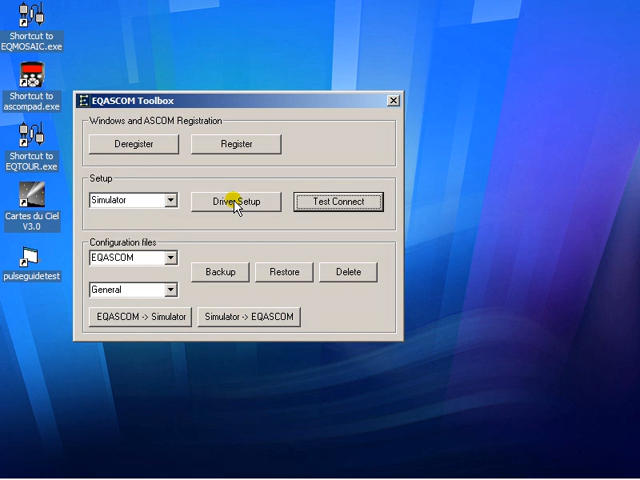 Shortcut to
EQMOSAIC.exe
Shortcut to
ascompad.exe
Shortcut to
EQTOUR.exe
Cartes du Ciel
V3.0
pulseguidetest
EQASCOM Toolbox
Windows and ASCOM Registration
Deregister
Register
Setup
Simulator
Driver Setup
Test Connect
Configuration files
EQASCOM
Backup
Restore
Delete
General
EQASCOM -> Simulator
Simulator -> EQASCOM